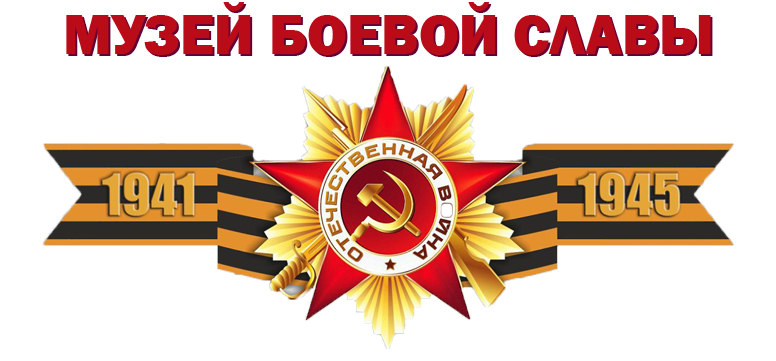 МУЗЕЙ БОЕВОЙ СЛАВЫ
1941
ОТЕЧЕСТВЕННАЯ ВОЙНА
1945